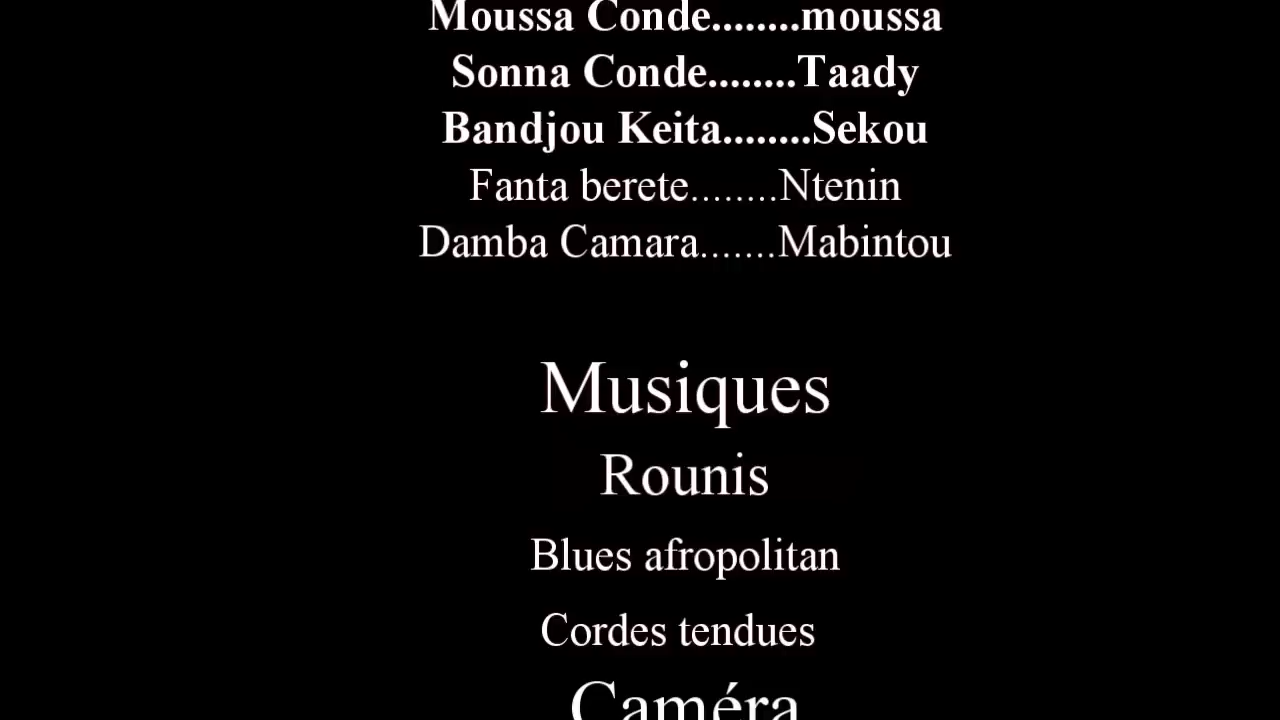 Moussa Conde........moussa
Sonna Conde........Taady
Bandjou Keita........Sekou
Fanta berete........Ntenin
Damba Camara.......Mabintou
Musiques
Rounis
Blues afropolitan
Cordes tendues
Caméra